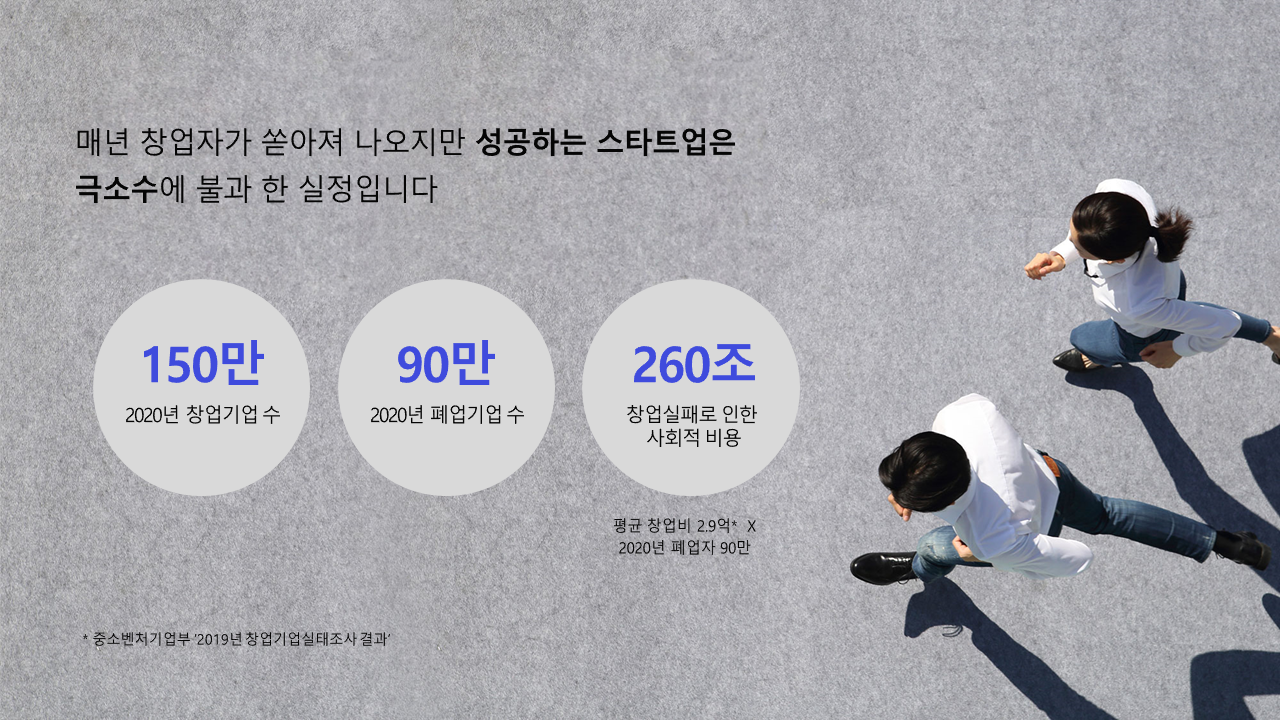 매년 창업자가 쏟아져 나오지만 성공하는 스타트업은
극소수에 불과 한 실정입니다
150만
2020년 창업기업 수
90만
2020년 폐업기업 수
260조
창업실패로 인한
사회적 비용
평균 창업비 2.9억* X
2020년 폐업자 90만
* 중소벤처기업부 '2019년 창업기업실태조사 결과'